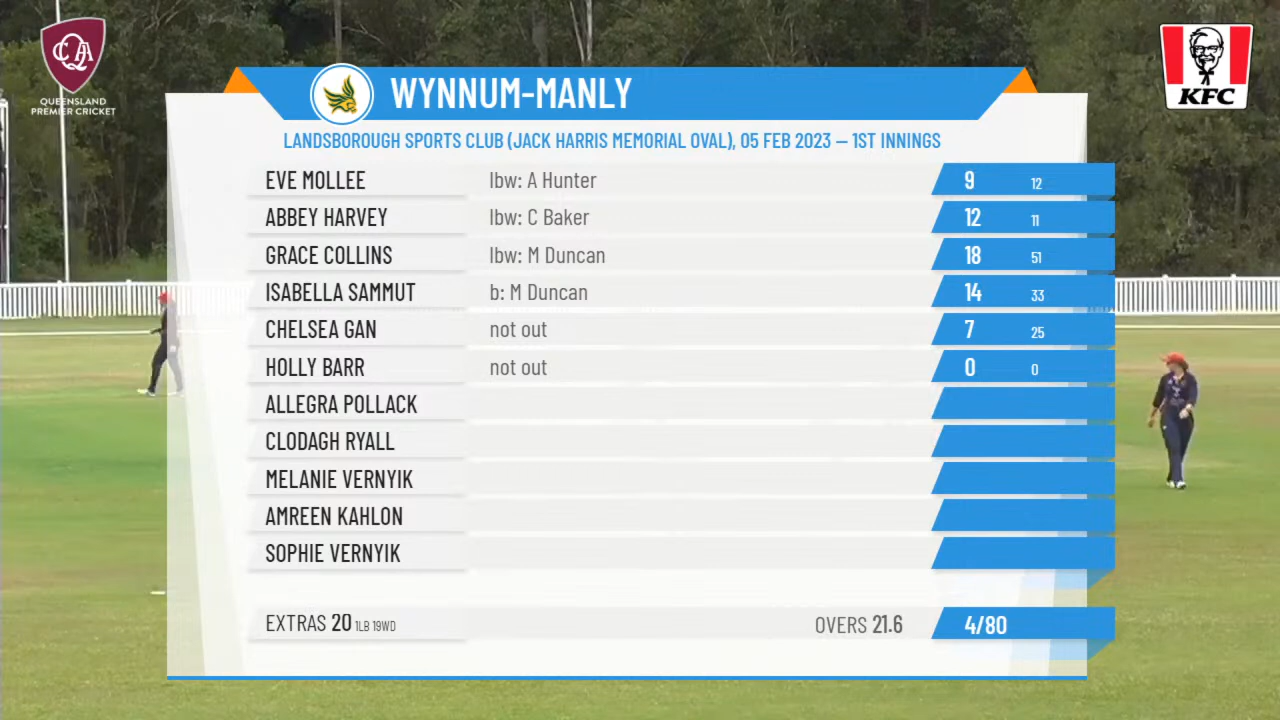 QUEENSLAND
PREMIER CRICKET
KFC
WYNNUM-MANLY
LANDSBOROUGH SPORTS CLUB (JACK HARRIS MEMORIAL OVAL), 05 FEB 2023 – 1ST INNINGS
EVE MOLLEE lbw: A Hunter 9 12
ABBEY HARVEY lbw: C Baker 12 11
GRACE COLLINS lbw: M Duncan 18 51
ISABELLA SAMMUT b: M Duncan 14 33
CHELSEA GAN not out 7 25
HOLLY BARR not out 0 0
ALLEGRA POLLACK
CLODAGH RYALL
MELANIE VERNYIK
AMREEN KAHLON
SOPHIE VERNYIK
EXTRAS 20 1LB 19WD OVERS 21.6 4/80